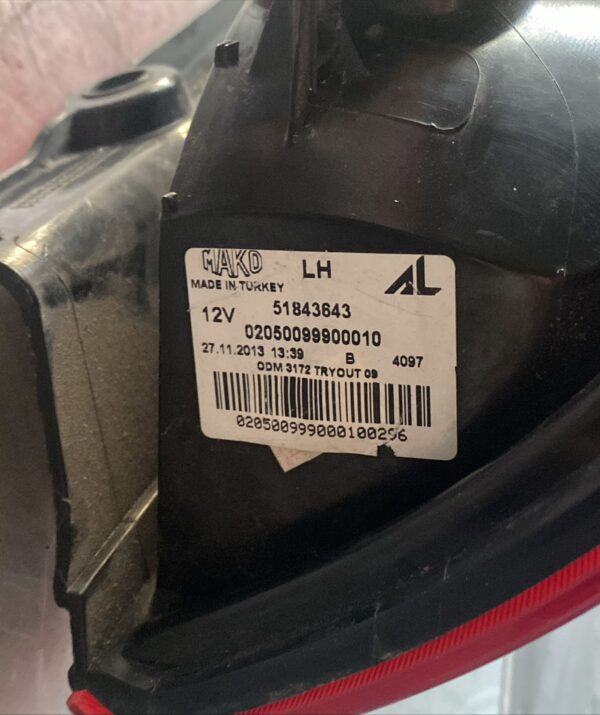 MAKO LH AL
MADE IN TURKEY
12V 51843643
02050099900010
27.11.2013 13:39 B 4097
ODM 3172 TRYOUT 09
020500999000100296